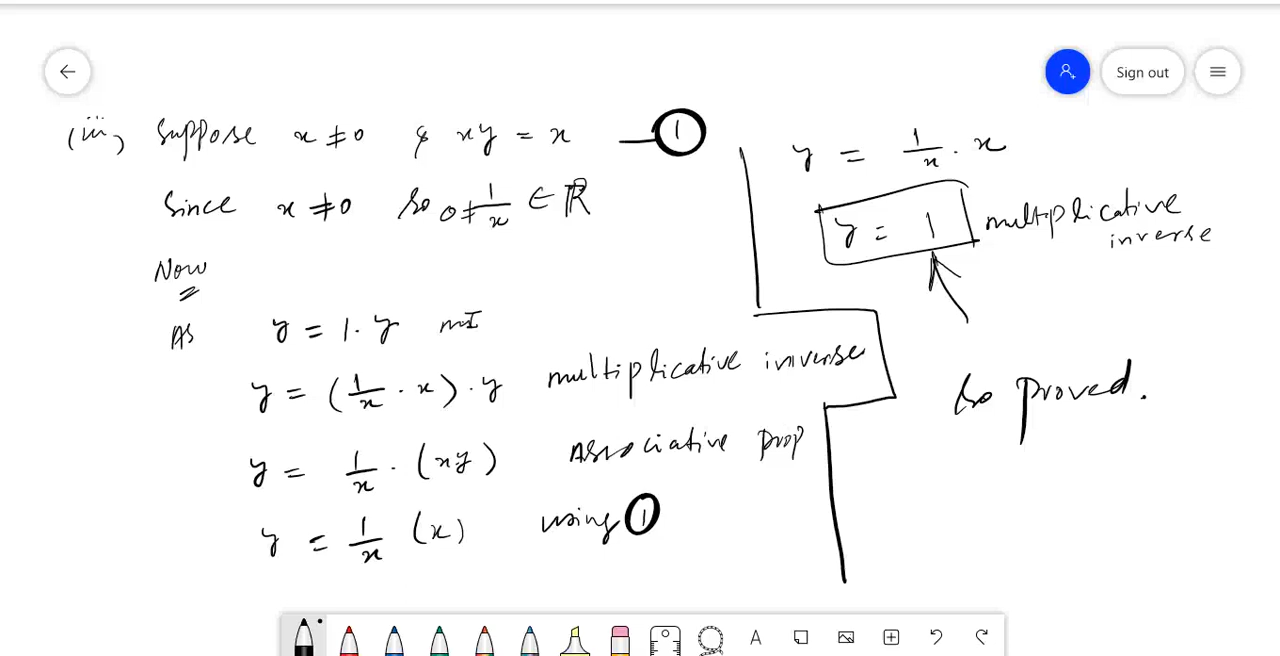 Sign out
(iii) Suppose x ≠ 0 & xy = x — ①
Since x ≠ 0 so 0 ≠ 1/x ∈ ℝ
Now
As y = 1 . y
y = (1/x . x) . y multiplicative inverse
y = 1/x . (xy) Associative prop
y = 1/x (x) using ①
y = 1/x . x
y = 1 multiplicative inverse
So proved.
A